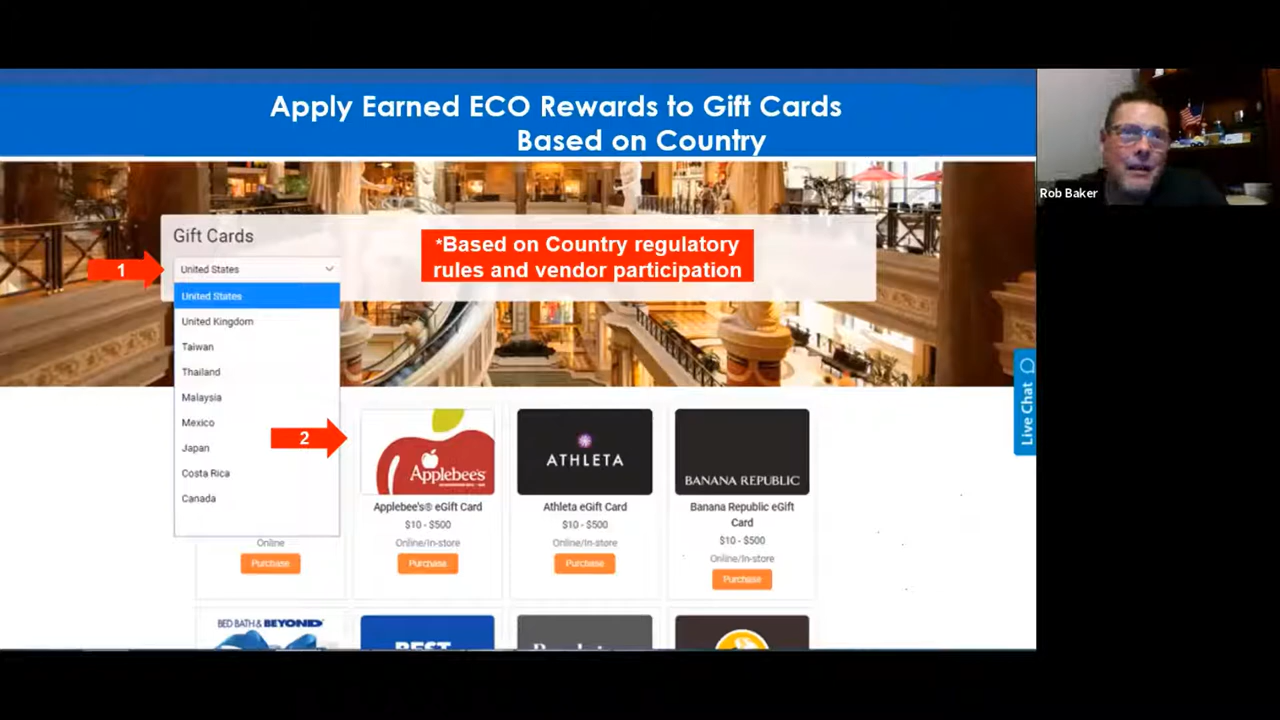 Apply Earned ECO Rewards to Gift Cards
Based on Country
Rob Baker
Gift Cards
*Based on Country regulatory
rules and vendor participation
1
United States
United States
United Kingdom
Taiwan
Thailand
Malaysia
Mexico
Japan
Costa Rica
Canada
Live Chat
2
Applebee's
ATHLETA
BANANA REPUBLIC
Applebee's® eGift Card
Athleta eGift Card
Banana Republic eGift
Card
$10 - $500
$10 - $500
$10 - $500
Online
Online/In-store
Online/In-store
Online/In-store
Purchase
Purchase
Purchase
Purchase
BED BATH & BEYOND
BEST